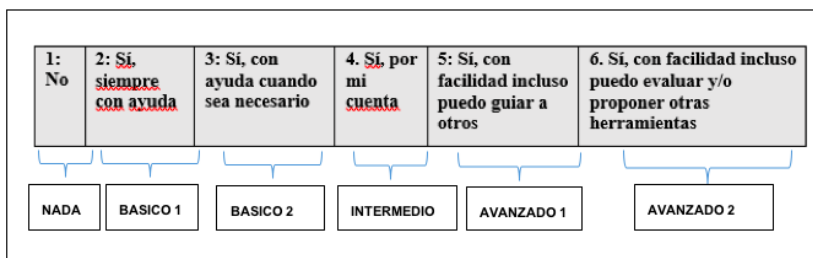 1:
No
2: Sí,
siempre
con ayuda
3: Sí, con
ayuda cuando
sea necesario
4. Sí, por
mi
cuenta
5: Sí, con
facilidad incluso
puedo guiar a
otros
6. Sí, con facilidad incluso
puedo evaluar y/o
proponer otras
herramientas
NADA
BASICO 1
BASICO 2
INTERMEDIO
AVANZADO 1
AVANZADO 2